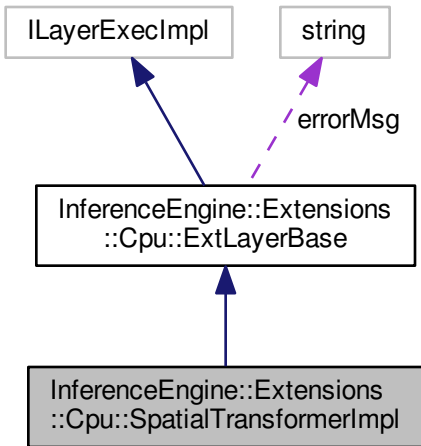 ILayerExecImpl
string
errorMsg
InferenceEngine::Extensions
::Cpu::ExtLayerBase
InferenceEngine::Extensions
::Cpu::SpatialTransformerImpl